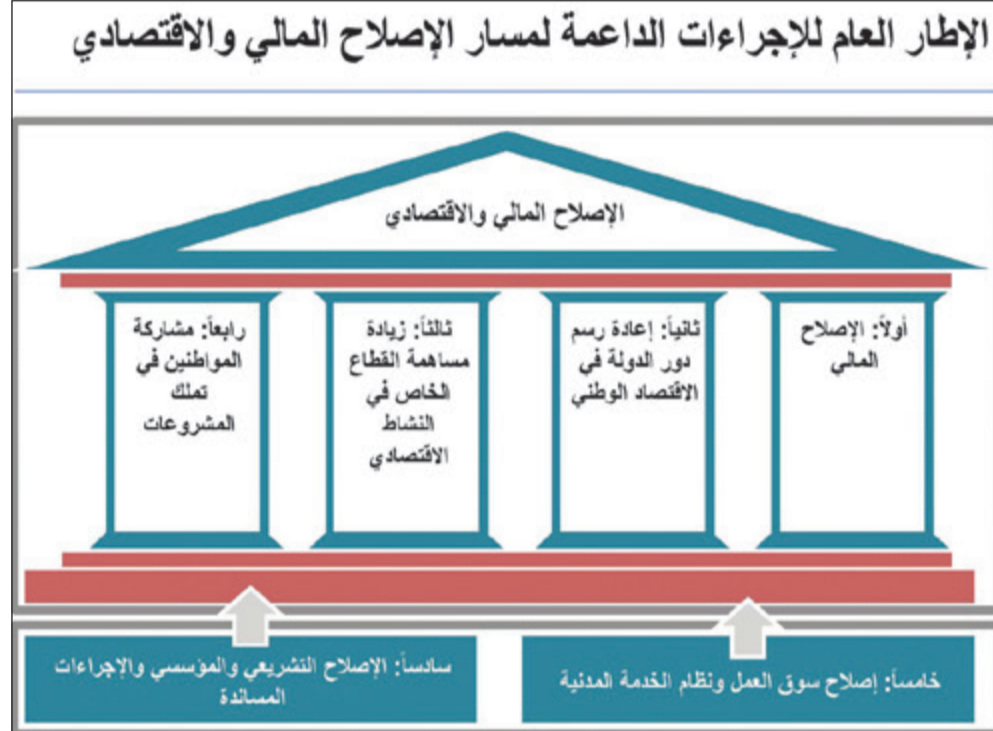 الإطار العام للإجراءات الداعمة لمسار الإصلاح المالي والاقتصادي
الإصلاح المالي والاقتصادي
أولاً: الإصلاح
المالي
ثانياً: إعادة رسم
دور الدولة في
الاقتصاد الوطني
ثالثاً: زيادة
مساهمة القطاع
الخاص في
النشاط
الاقتصادي
رابعاً: مشاركة
المواطنين في
تملك
المشروعات
خامساً: إصلاح سوق العمل ونظام الخدمة المدنية
سادساً: الإصلاح التشريعي والمؤسسي والإجراءات
المساندة